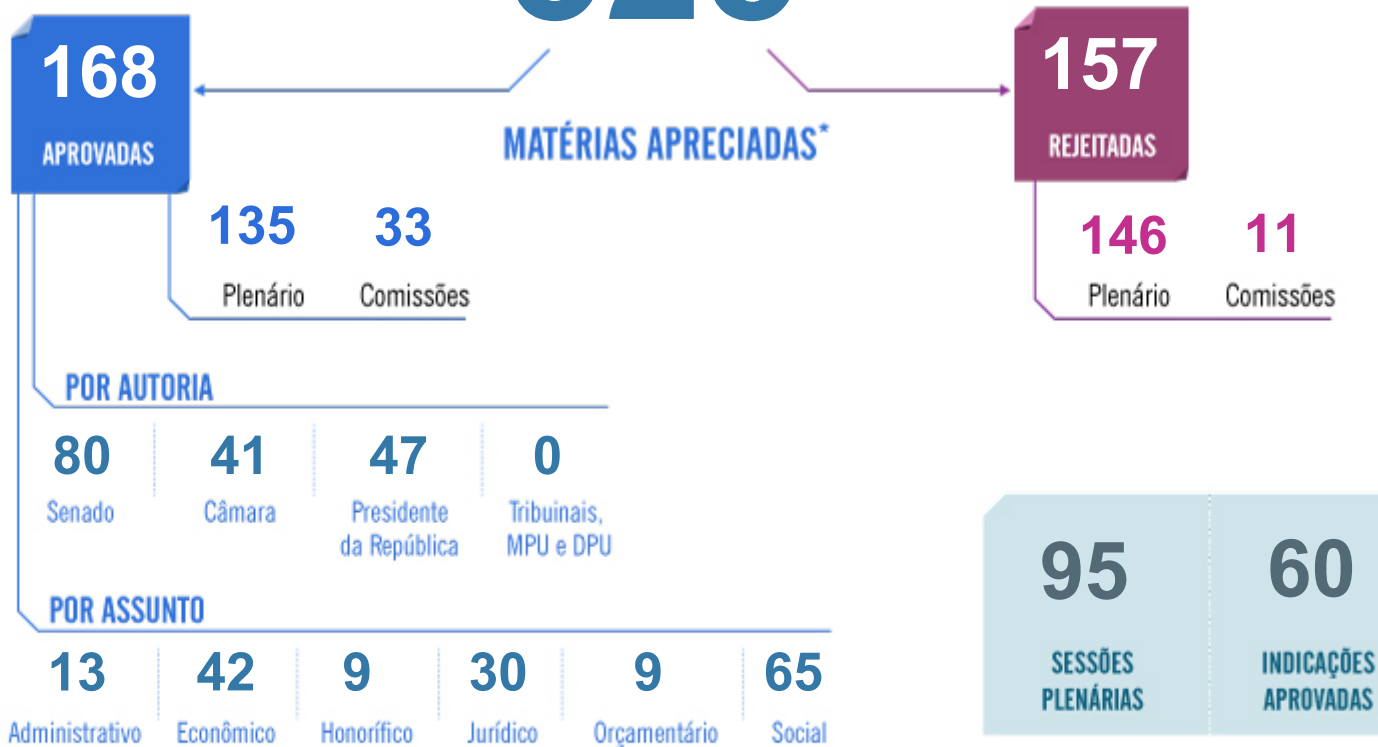 168
157
APROVADAS
MATÉRIAS APRECIADAS*
REJEITADAS
135 33
Plenário Comissões
146 11
Plenário Comissões
POR AUTORIA
80 41 47 0
Senado Câmara Presidente da República Tribuinais, MPU e DPU
POR ASSUNTO
13 42 9 30 9 65
Administrativo Econômico Honorífico Jurídico Orçamentário Social
95 60
SESSÕES PLENÁRIAS
INDICAÇÕES APROVADAS